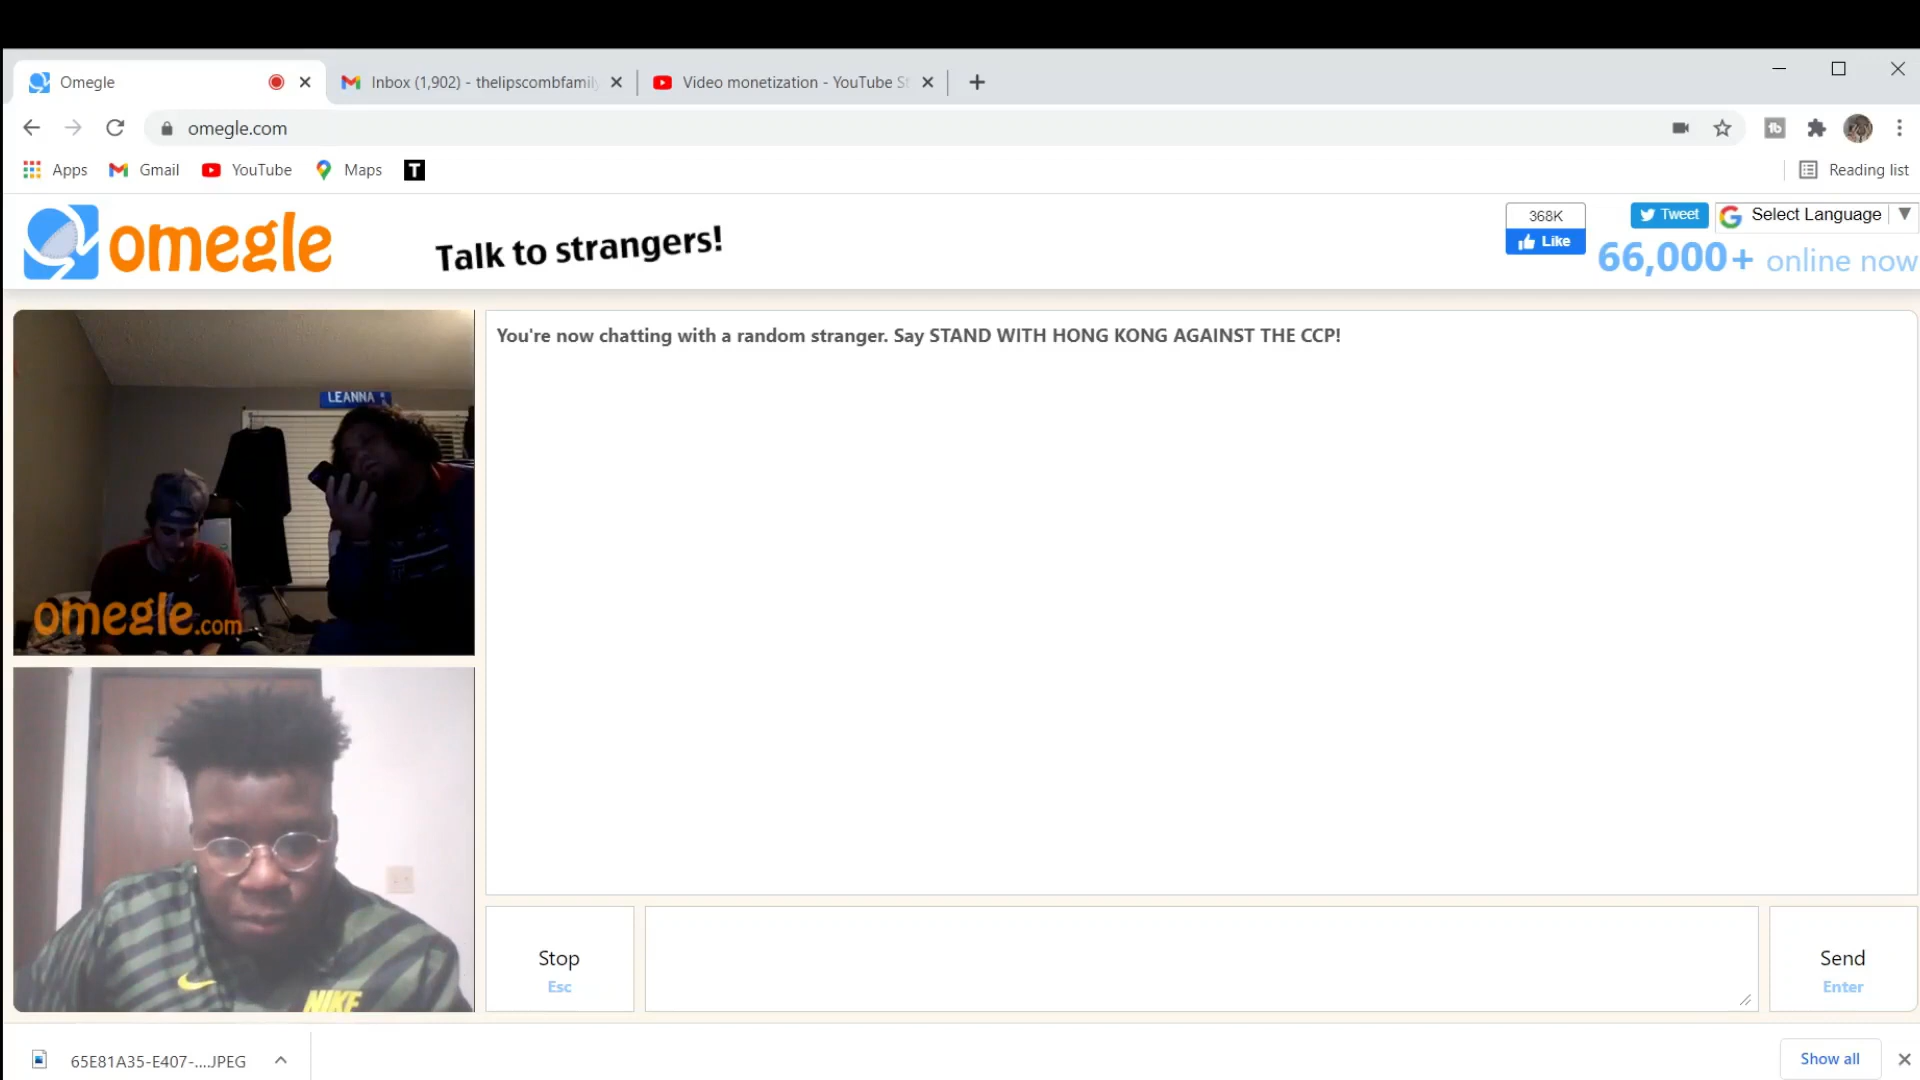 Omegle
Inbox (1,902) - thelipscombfamil
Video monetization - YouTube S
omegle.com
Apps
Gmail
YouTube
Maps
T
Reading list
omegle
Talk to strangers!
368K
Like
Tweet
G Select Language
66,000+ online now
You're now chatting with a random stranger. Say STAND WITH HONG KONG AGAINST THE CCP!
LEANNA
omegle.com
NIKE
Stop
Esc
Send
Enter
65E81A35-E407-....JPEG
Show all